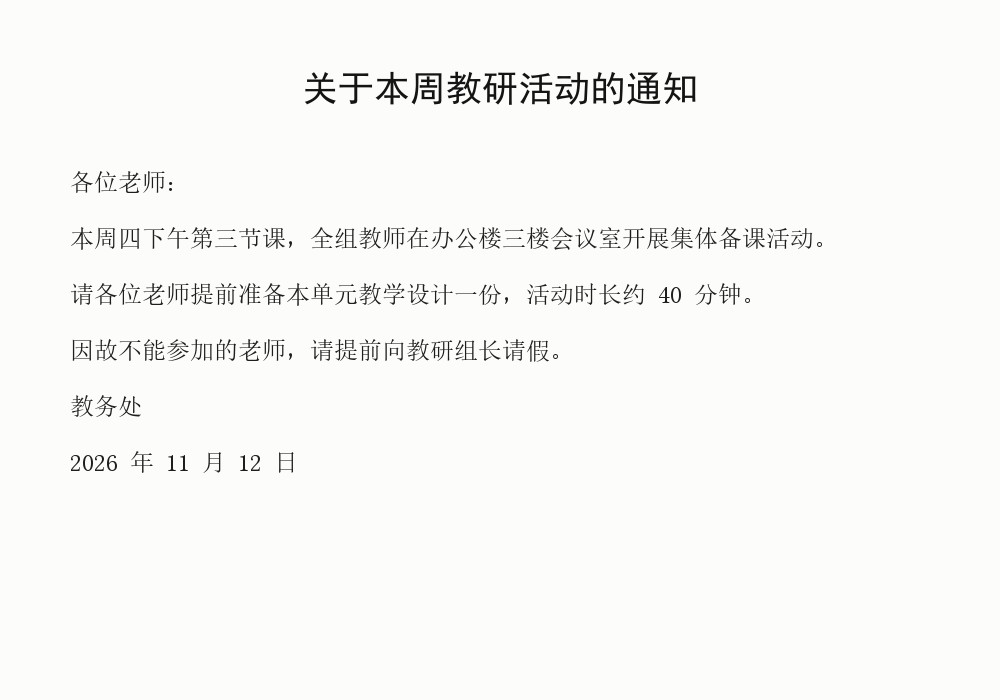 关于本周教研活动的通知
各位老师：
本周四下午第三节课，全组教师在办公楼三楼会议室开展集体备课活动。
请各位老师提前准备本单元教学设计一份，活动时长约 40 分钟。
因故不能参加的老师，请提前向教研组长请假。
教务处
2026 年 11 月 12 日